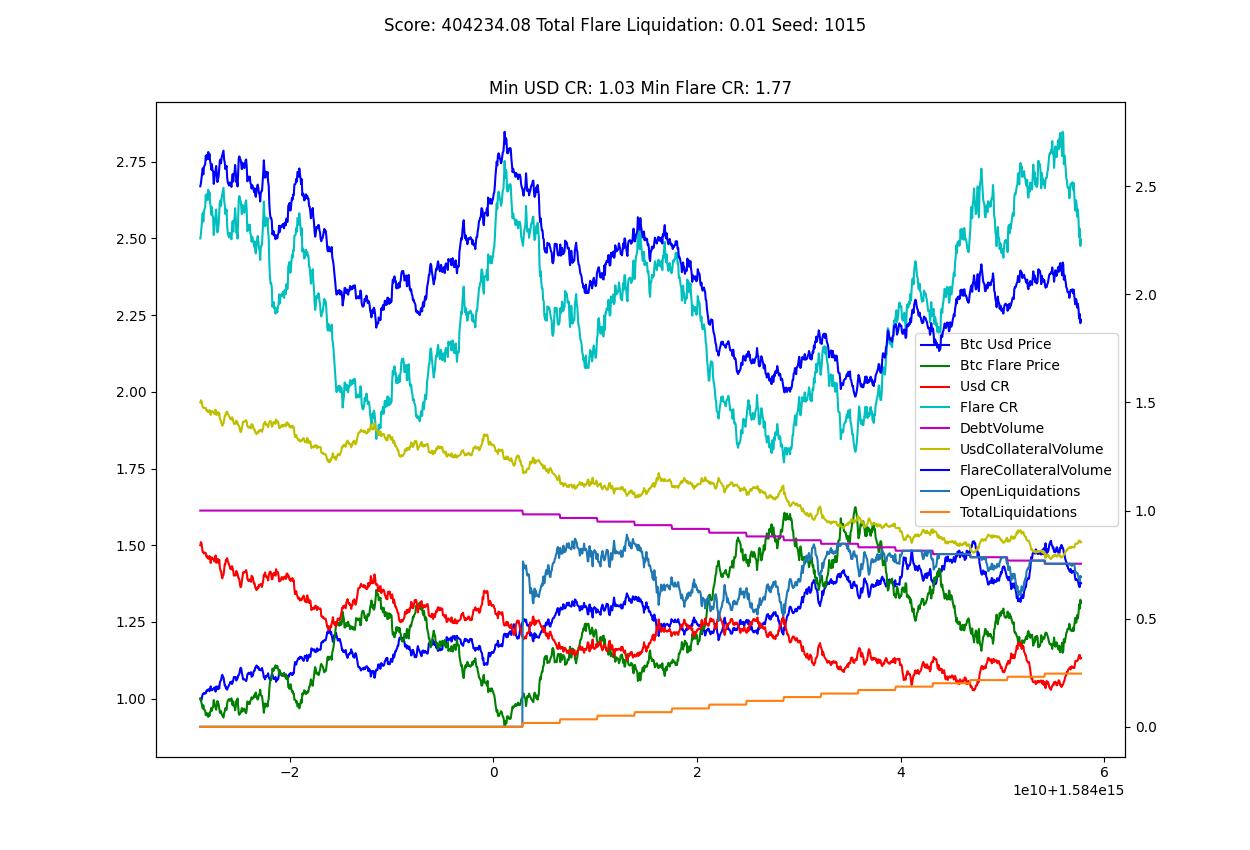 Score: 404234.08 Total Flare Liquidation: 0.01 Seed: 1015
Min USD CR: 1.03 Min Flare CR: 1.77
2.75
2.50
2.25
2.00
1.75
1.50
1.25
1.00
2.5
2.0
1.5
1.0
0.5
0.0
Btc Usd Price
Btc Flare Price
Usd CR
Flare CR
DebtVolume
UsdCollateralVolume
FlareCollateralVolume
OpenLiquidations
TotalLiquidations
−2 0 2 4 6
1e10+1.584e15